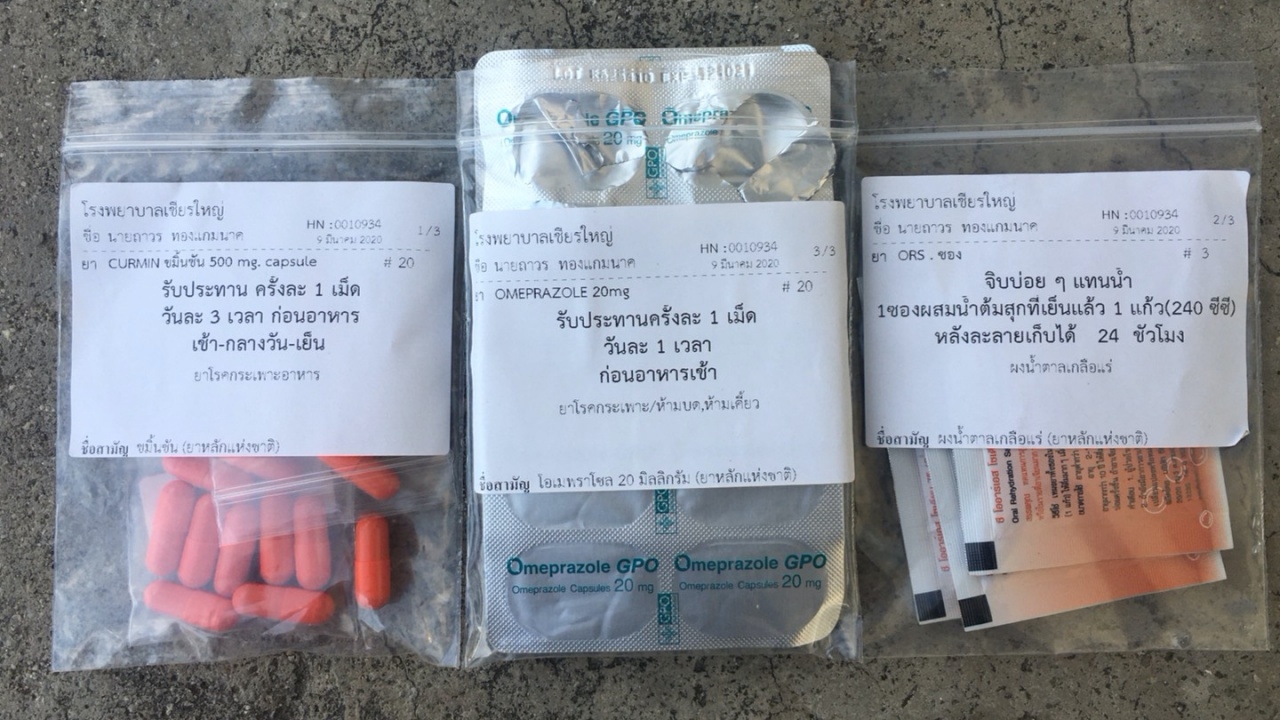 โรงพยาบาลเชียรใหญ่
HN :0010934
1/3
ชื่อ นายถาวร ทองแกมนาค
9 มีนาคม 2020
ยา CURMIN ขมิ้นชัน 500 mg. capsule
# 20
รับประทาน ครั้งละ 1 เม็ด
วันละ 3 เวลา ก่อนอาหาร
เช้า-กลางวัน-เย็น
ยาโรคกระเพาะอาหาร
ชื่อสามัญ ขมิ้นชัน (ยาหลักแห่งชาติ)
GPO
20 mg
GPO
โรงพยาบาลเชียรใหญ่
HN :0010934
3/3
ชื่อ นายถาวร ทองแกมนาค
9 มีนาคม 2020
ยา OMEPRAZOLE 20mg
# 20
รับประทานครั้งละ 1 เม็ด
วันละ 1 เวลา
ก่อนอาหารเช้า
ยาโรคกระเพาะ/ห้ามบด,ห้ามเคี้ยว
ชื่อสามัญ โอเมพราโซล 20 มิลลิกรัม (ยาหลักแห่งชาติ)
GPO
Omeprazole GPO
Omeprazole Capsules 20 mg
Omeprazole GPO
Omeprazole Capsules 20 mg
GPO
โรงพยาบาลเชียรใหญ่
HN :0010934
2/3
ชื่อ นายถาวร ทองแกมนาค
9 มีนาคม 2020
ยา ORS . ซอง
# 3
จิบบ่อย ๆ แทนน้ำ
1ซองผสมน้ำต้มสุกที่เย็นแล้ว 1 แก้ว(240 ซีซี)
หลังละลายเก็บได้ 24 ชั่วโมง
ผงน้ำตาลเกลือแร่
ชื่อสามัญ ผงน้ำตาลเกลือแร่ (ยาหลักแห่งชาติ)
ซี โออาร์เอส
Oral Rehydration